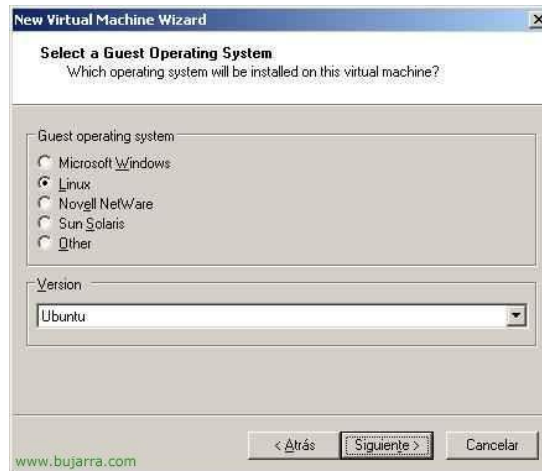 New Virtual Machine Wizard
Select a Guest Operating System
Which operating system will be installed on this virtual machine?
Guest operating system
Microsoft Windows
Linux
Novell NetWare
Sun Solaris
Other
Version
Ubuntu
< Atrás
Siguiente >
Cancelar
www.bujarra.com